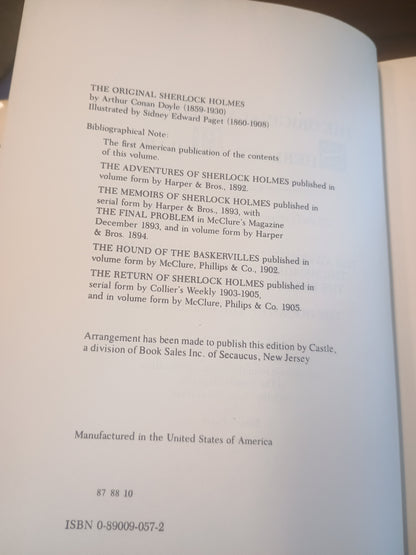 THE ORIGINAL SHERLOCK HOLMES
by Arthur Conan Doyle (1859-1930)
Illustrated by Sidney Edward Paget (1860-1908)
Bibliographical Note:
The first American publication of the contents
of this volume.
THE ADVENTURES OF SHERLOCK HOLMES published in
volume form by Harper & Bros., 1892.
THE MEMOIRS OF SHERLOCK HOLMES published in
serial form by Harper & Bros., 1893, with
THE FINAL PROBLEM in McClure's Magazine
December 1893, and in volume form by Harper
& Bros. 1894.
THE HOUND OF THE BASKERVILLES published in
volume form by McClure, Phillips & Co., 1902.
THE RETURN OF SHERLOCK HOLMES published in
serial form by Collier's Weekly 1903-1905,
and in volume form by McClure, Philips & Co. 1905.
Arrangement has been made to publish this edition by Castle,
a division of Book Sales Inc. of Secaucus, New Jersey
Manufactured in the United States of America
87 88 10
ISBN 0-89009-057-2